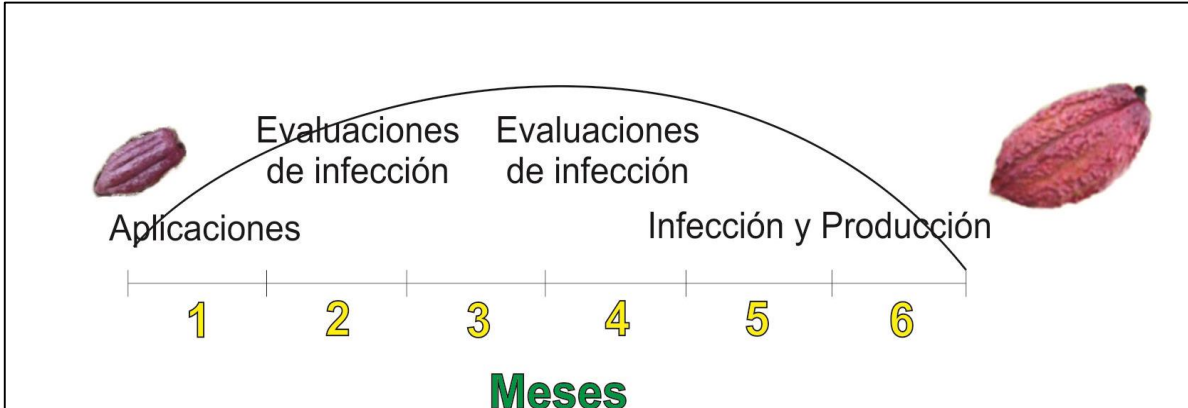 Evaluaciones
de infección
Evaluaciones
de infección
Aplicaciones
Infección y Producción
1 2 3 4 5 6
Meses